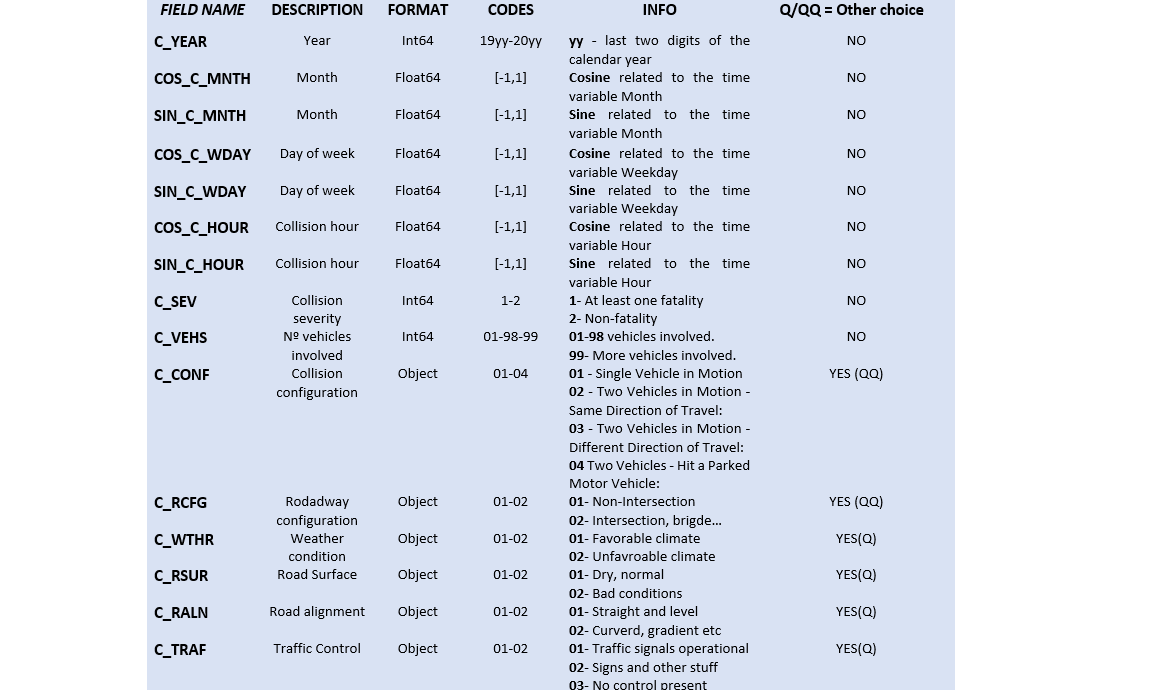 FIELD NAME DESCRIPTION FORMAT CODES INFO Q/QQ = Other choice
C_YEAR Year Int64 19yy-20yy yy - last two digits of the NO
calendar year
COS_C_MNTH Month Float64 [-1,1] Cosine related to the time NO
variable Month
SIN_C_MNTH Month Float64 [-1,1] Sine related to the time NO
variable Month
COS_C_WDAY Day of week Float64 [-1,1] Cosine related to the time NO
variable Weekday
SIN_C_WDAY Day of week Float64 [-1,1] Sine related to the time NO
variable Weekday
COS_C_HOUR Collision hour Float64 [-1,1] Cosine related to the time NO
variable Hour
SIN_C_HOUR Collision hour Float64 [-1,1] Sine related to the time NO
variable Hour
C_SEV Collision Int64 1-2 1- At least one fatality NO
severity 2- Non-fatality
C_VEHS Nº vehicles Int64 01-98-99 01-98 vehicles involved. NO
involved 99- More vehicles involved.
C_CONF Collision Object 01-04 01 - Single Vehicle in Motion YES (QQ)
configuration 02 - Two Vehicles in Motion -
Same Direction of Travel:
03 - Two Vehicles in Motion -
Different Direction of Travel:
04 Two Vehicles - Hit a Parked
Motor Vehicle:
C_RCFG Rodadway Object 01-02 01- Non-Intersection YES (QQ)
configuration 02- Intersection, brigde...
C_WTHR Weather Object 01-02 01- Favorable climate YES(Q)
condition 02- Unfavroable climate
C_RSUR Road Surface Object 01-02 01- Dry, normal YES(Q)
02- Bad conditions
C_RALN Road alignment Object 01-02 01- Straight and level YES(Q)
02- Curverd, gradient etc
C_TRAF Traffic Control Object 01-02 01- Traffic signals operational YES(Q)
02- Signs and other stuff
03- No control present